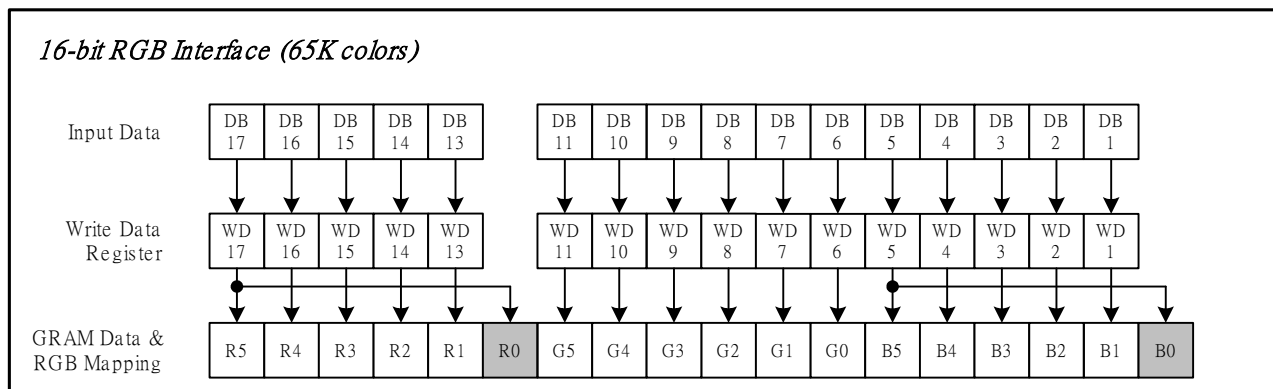 16-bit RGB Interface (65K colors)
Input Data DB DB DB DB DB DB DB DB DB DB DB DB DB DB DB DB
17 16 15 14 13 11 10 9 8 7 6 5 4 3 2 1
Write Data WD WD WD WD WD WD WD WD WD WD WD WD WD WD WD WD
Register 17 16 15 14 13 11 10 9 8 7 6 5 4 3 2 1
GRAM Data &
RGB Mapping R5 R4 R3 R2 R1 R0 G5 G4 G3 G2 G1 G0 B5 B4 B3 B2 B1 B0